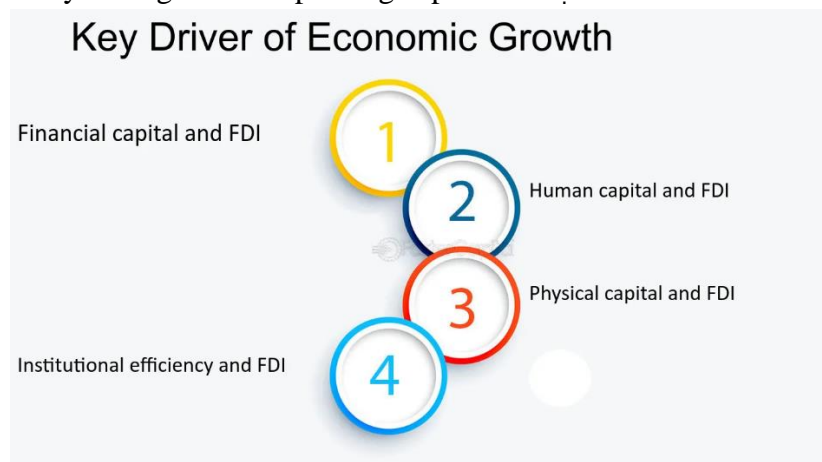 Key Driver of Economic Growth
Financial capital and FDI
1
2
Human capital and FDI
3
Physical capital and FDI
Institutional efficiency and FDI
4